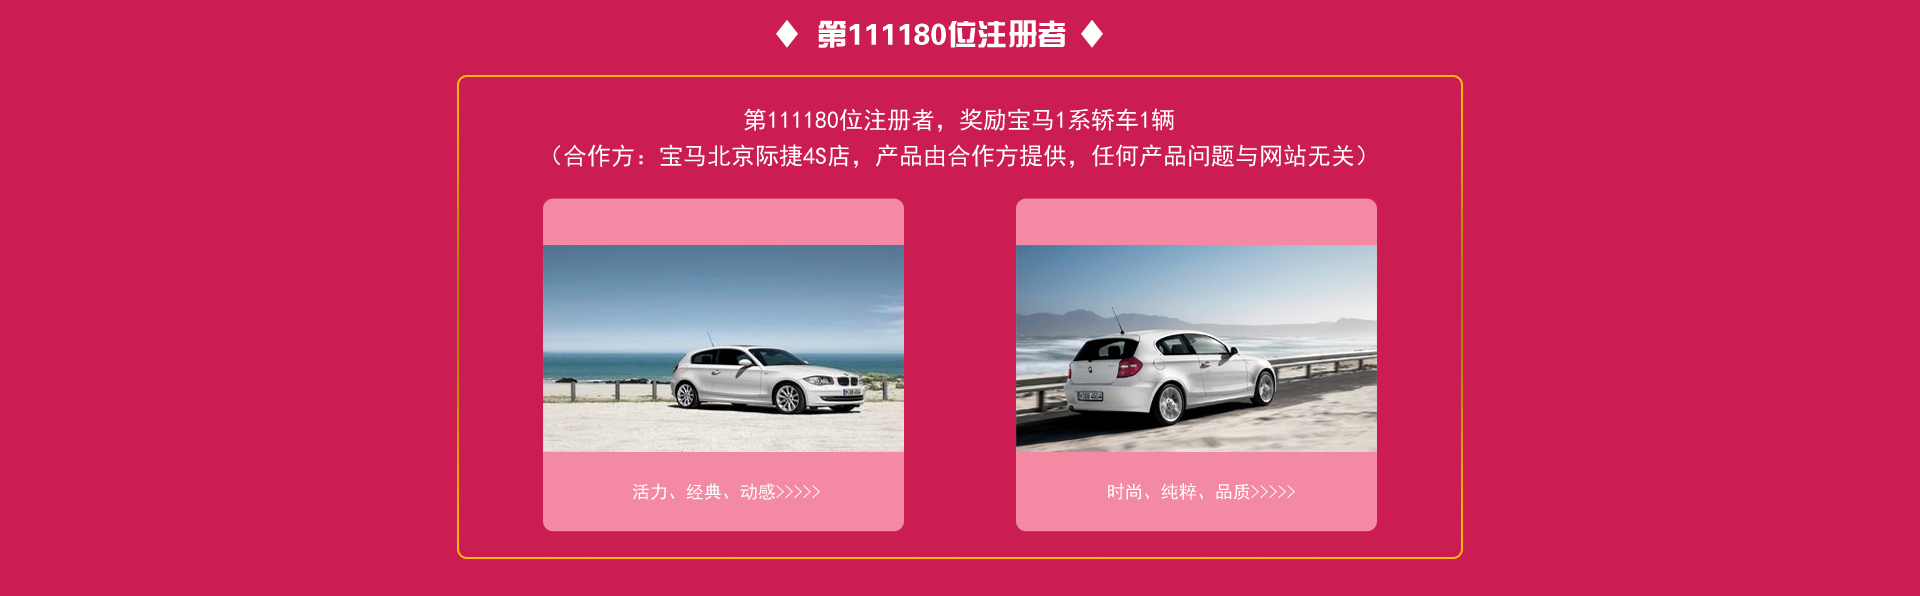 第111180位注册者
第111180位注册者，奖励宝马1系轿车1辆
（合作方：宝马北京际捷4S店，产品由合作方提供，任何产品问题与网站无关）
活力、经典、动感>>>>>
时尚、纯粹、品质>>>>>